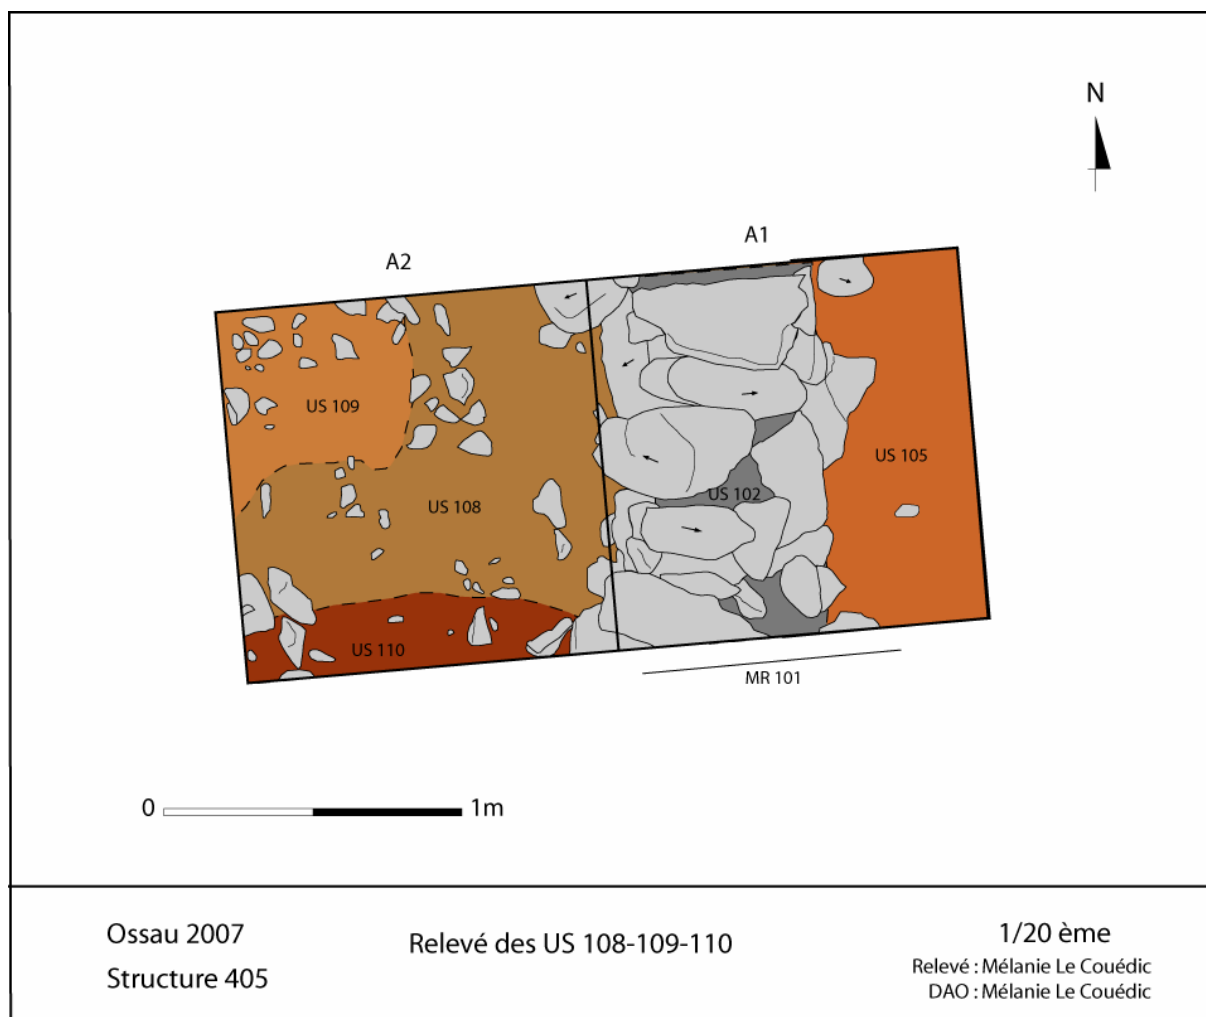 N
A1
A2
US 109
US 105
US 102
US 108
US 110
MR 101
0 1m
Ossau 2007
Structure 405
Relevé des US 108-109-110
1/20 ème
Relevé : Mélanie Le Couédic
DAO : Mélanie Le Couédic